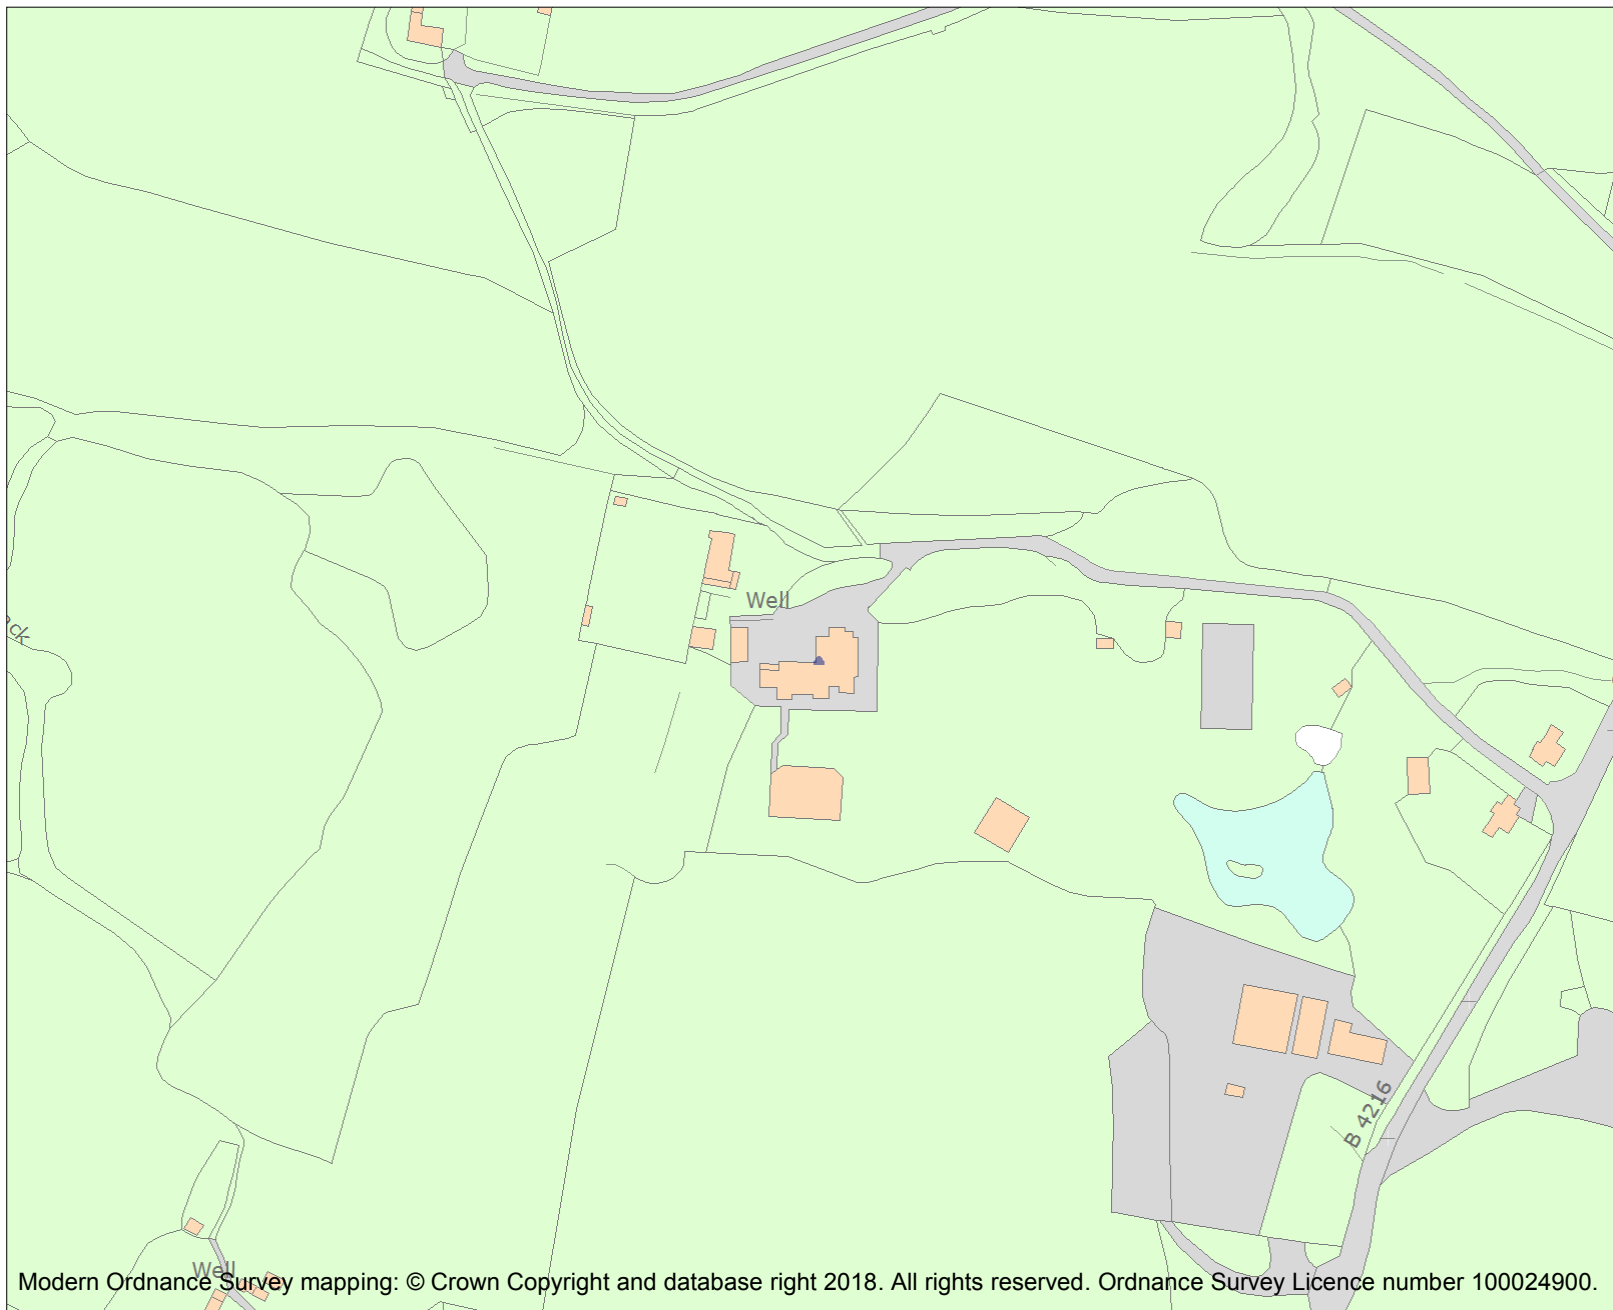 Well
B 4216
Well
Modern Ordnance Survey mapping: © Crown Copyright and database right 2018. All rights reserved. Ordnance Survey Licence number 100024900.